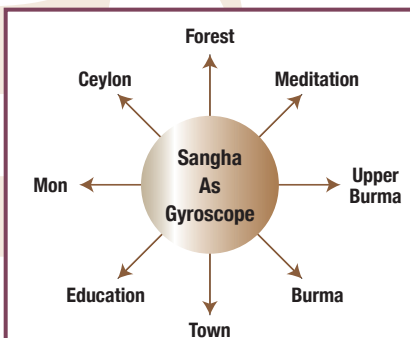 Forest
Ceylon
Meditation
Mon
Sangha
As
Gyroscope
Upper
Burma
Education
Burma
Town